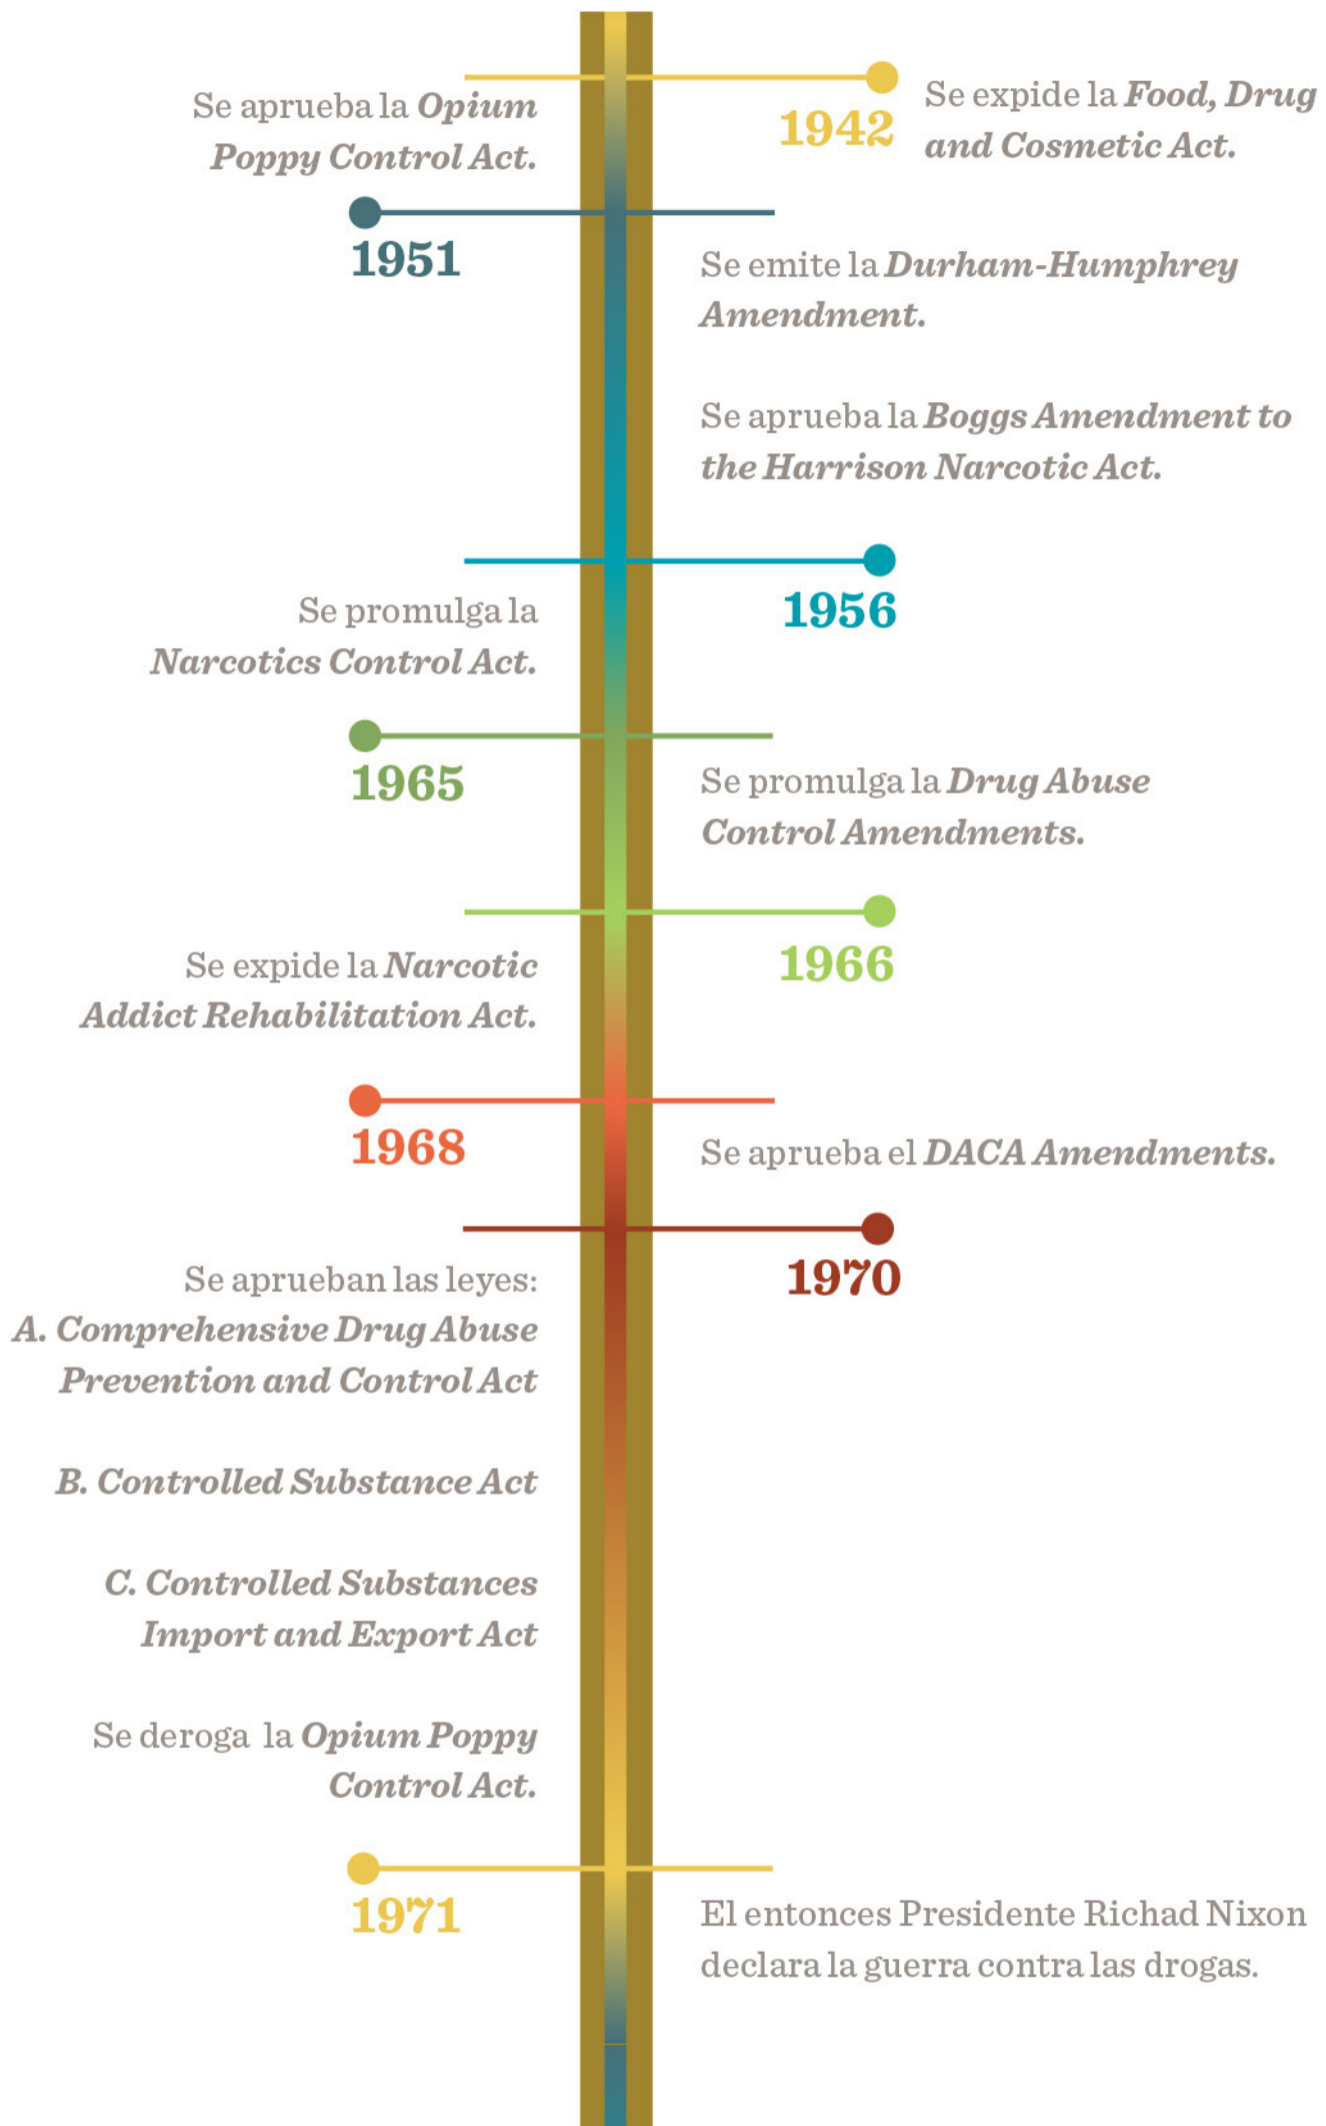 Se expide la Food, Drug
and Cosmetic Act.
1942
Se aprueba la Opium
Poppy Control Act.
1951
Se emite la Durham-Humphrey
Amendment.
Se aprueba la Boggs Amendment to
the Harrison Narcotic Act.
1956
Se promulga la
Narcotics Control Act.
1965
Se promulga la Drug Abuse
Control Amendments.
1966
Se expide la Narcotic
Addict Rehabilitation Act.
1968
Se aprueba el DACA Amendments.
1970
Se aprueban las leyes:
A. Comprehensive Drug Abuse
Prevention and Control Act
B. Controlled Substance Act
C. Controlled Substances
Import and Export Act
Se deroga la Opium Poppy
Control Act.
1971
El entonces Presidente Richad Nixon
declara la guerra contra las drogas.